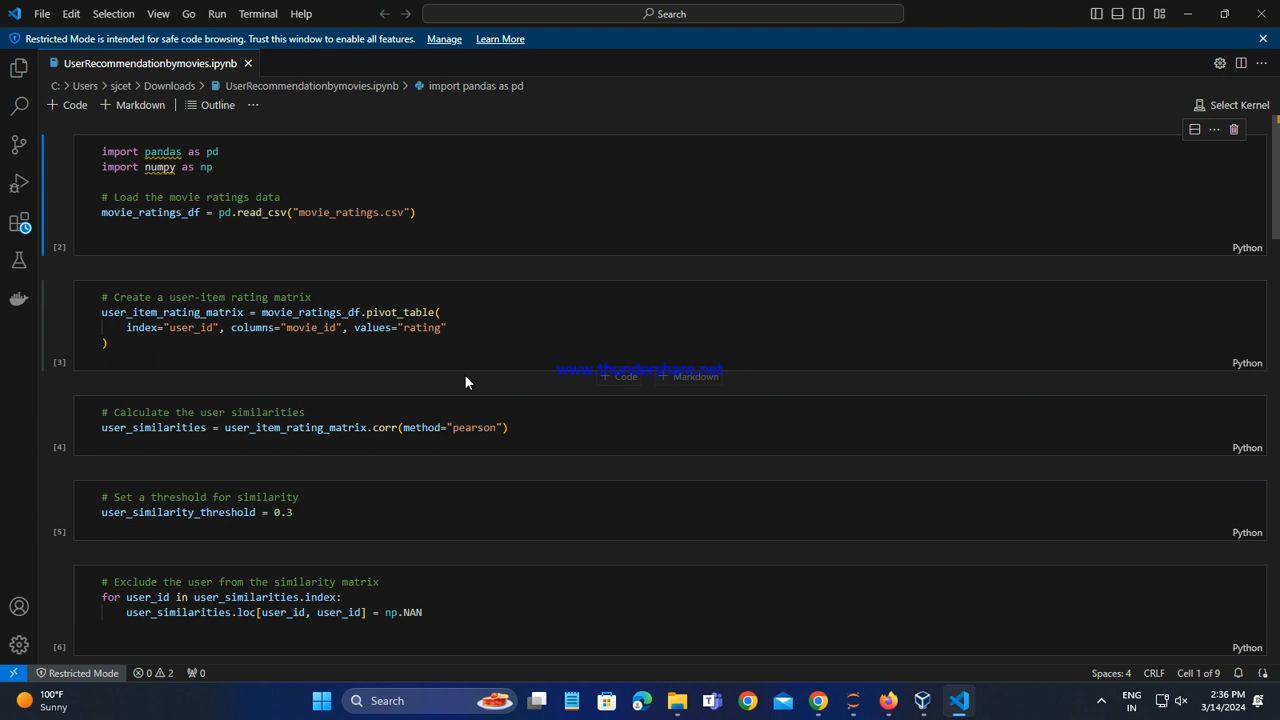 File Edit Selection View Go Run Terminal Help
Search
Restricted Mode is intended for safe code browsing. Trust this window to enable all features. Manage Learn More
UserRecommendationbymovies.ipynb
C: > Users > sjcet > Downloads > UserRecommendationbymovies.ipynb > import pandas as pd
+ Code + Markdown Outline ...
Select Kernel
import pandas as pd
import numpy as np
# Load the movie ratings data
movie_ratings_df = pd.read_csv("movie_ratings.csv")
[2]
Python
# Create a user-item rating matrix
user_item_rating_matrix = movie_ratings_df.pivot_table(
index="user_id", columns="movie_id", values="rating"
)
[3]
Python
www.thundershare.net
+ Code + Markdown
# Calculate the user similarities
user_similarities = user_item_rating_matrix.corr(method="pearson")
[4]
Python
# Set a threshold for similarity
user_similarity_threshold = 0.3
[5]
Python
# Exclude the user from the similarity matrix
for user_id in user_similarities.index:
user_similarities.loc[user_id, user_id] = np.NAN
[6]
Python
Restricted Mode 0 2 0
Spaces: 4 CRLF Cell 1 of 9
100°F
Sunny
Search
ENG
IN
2:36 PM
3/14/2024